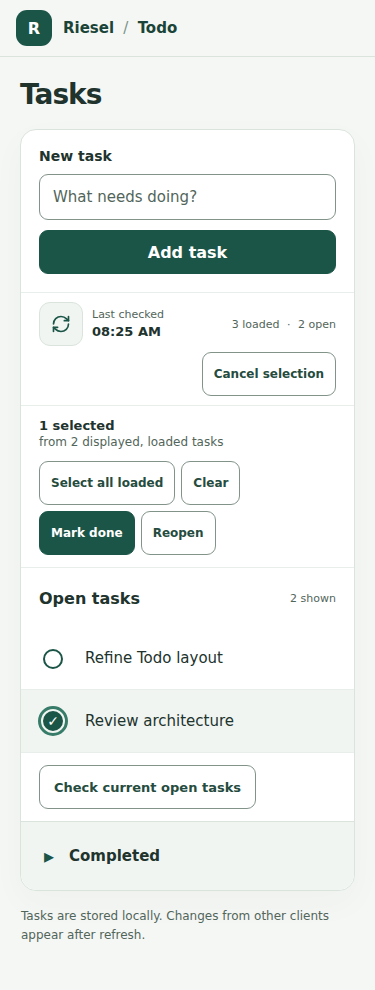 R Riesel / Todo
Tasks
New task
What needs doing?
Add task
Last checked
08:25 AM
3 loaded · 2 open
Cancel selection
1 selected
from 2 displayed, loaded tasks
Select all loaded
Clear
Mark done
Reopen
Open tasks
2 shown
Refine Todo layout
Review architecture
Check current open tasks
Completed
Tasks are stored locally. Changes from other clients
appear after refresh.